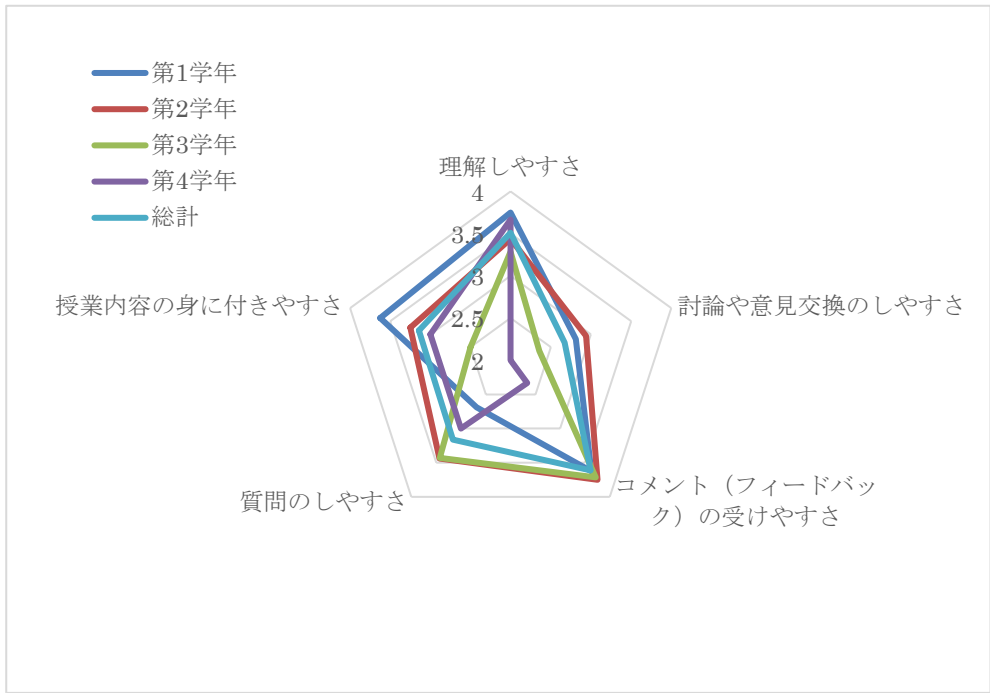 第1学年
第2学年
第3学年
第4学年
総計
理解しやすさ
4
3.5
3
2.5
2
討論や意見交換のしやすさ
コメント（フィードバッ
ク）の受けやすさ
質問のしやすさ
授業内容の身に付きやすさ